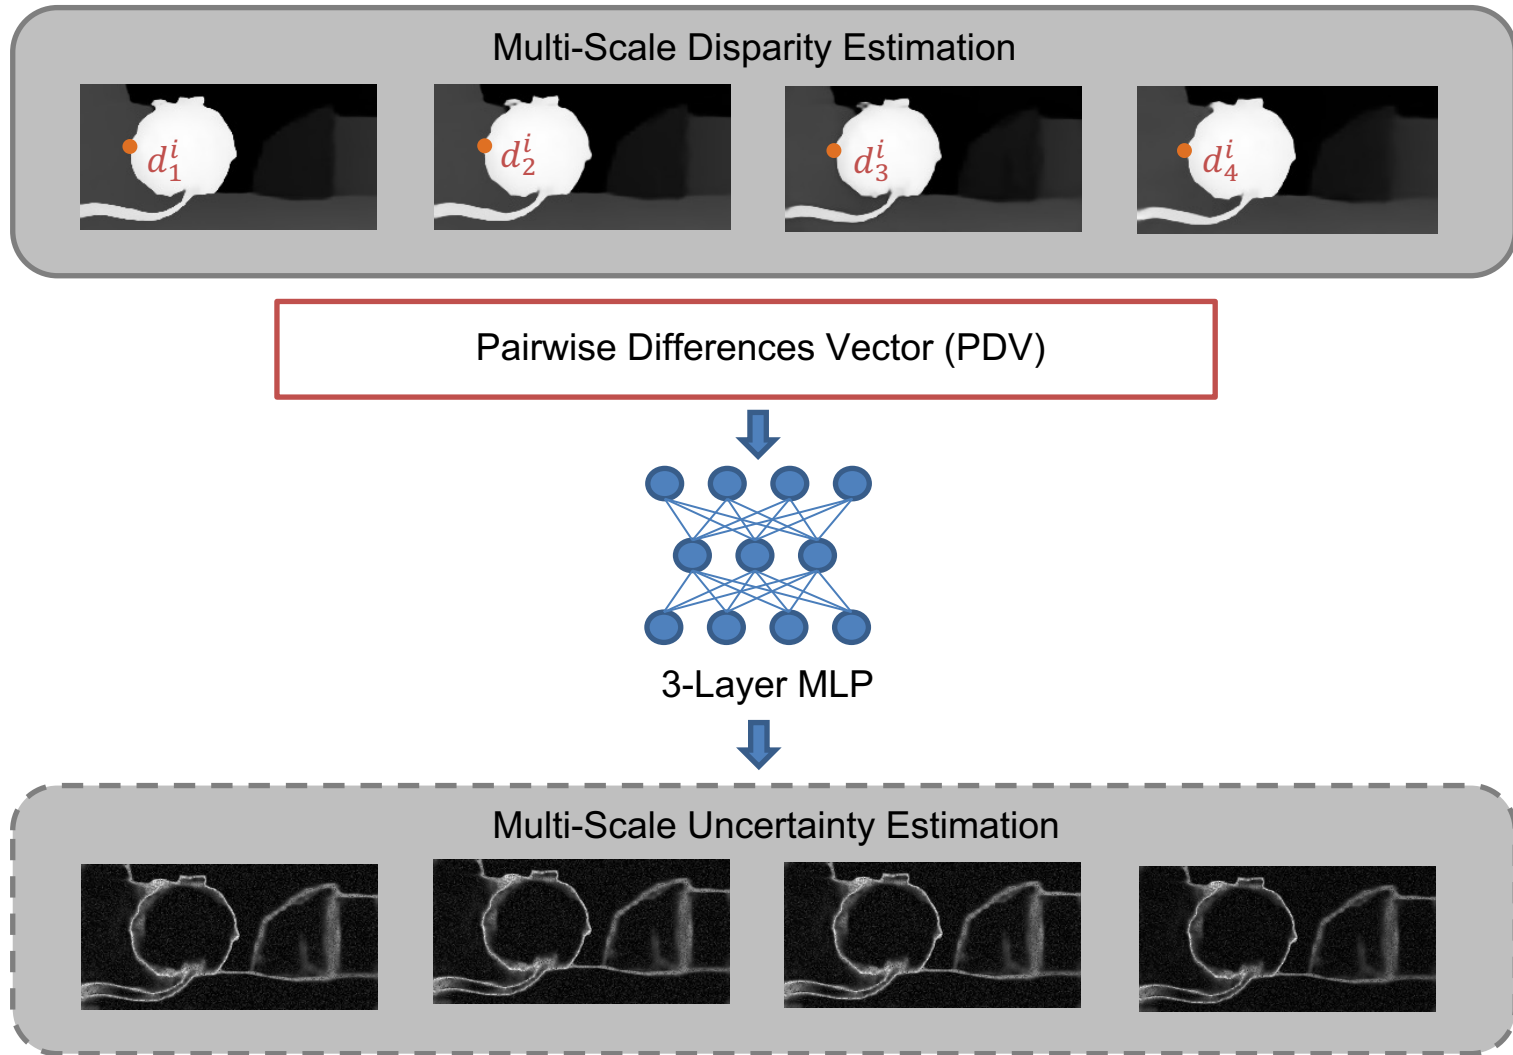 Multi-Scale Disparity Estimation
d_1^i d_2^i d_3^i d_4^i
Pairwise Differences Vector (PDV)
3-Layer MLP
Multi-Scale Uncertainty Estimation